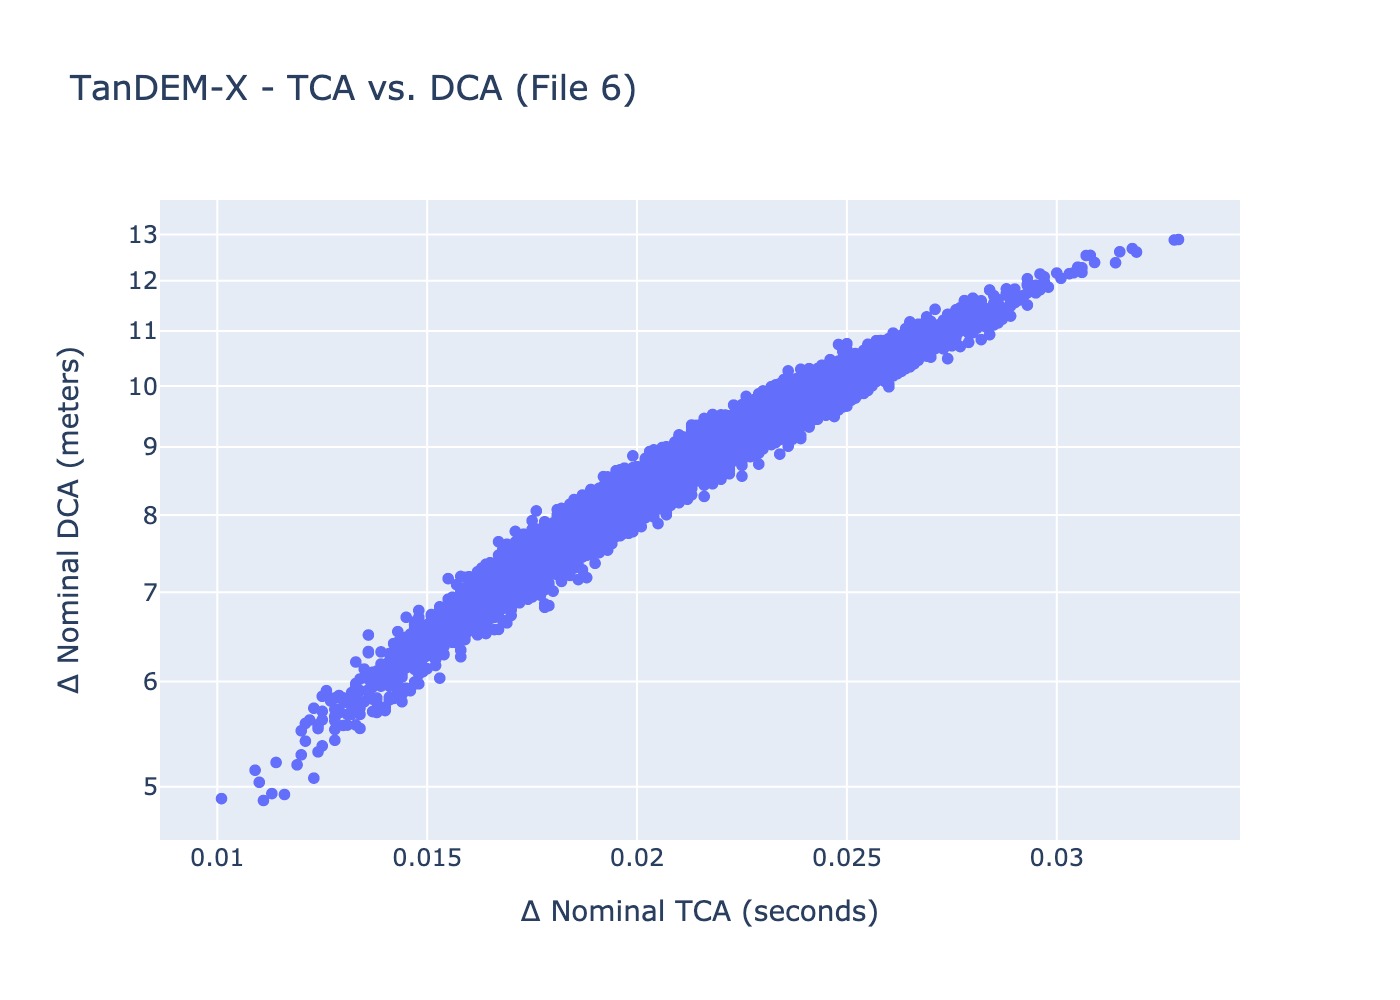 TanDEM-X - TCA vs. DCA (File 6)
13
12
11
10
9
8
7
6
5
Δ Nominal DCA (meters)
0.01 0.015 0.02 0.025 0.03
Δ Nominal TCA (seconds)